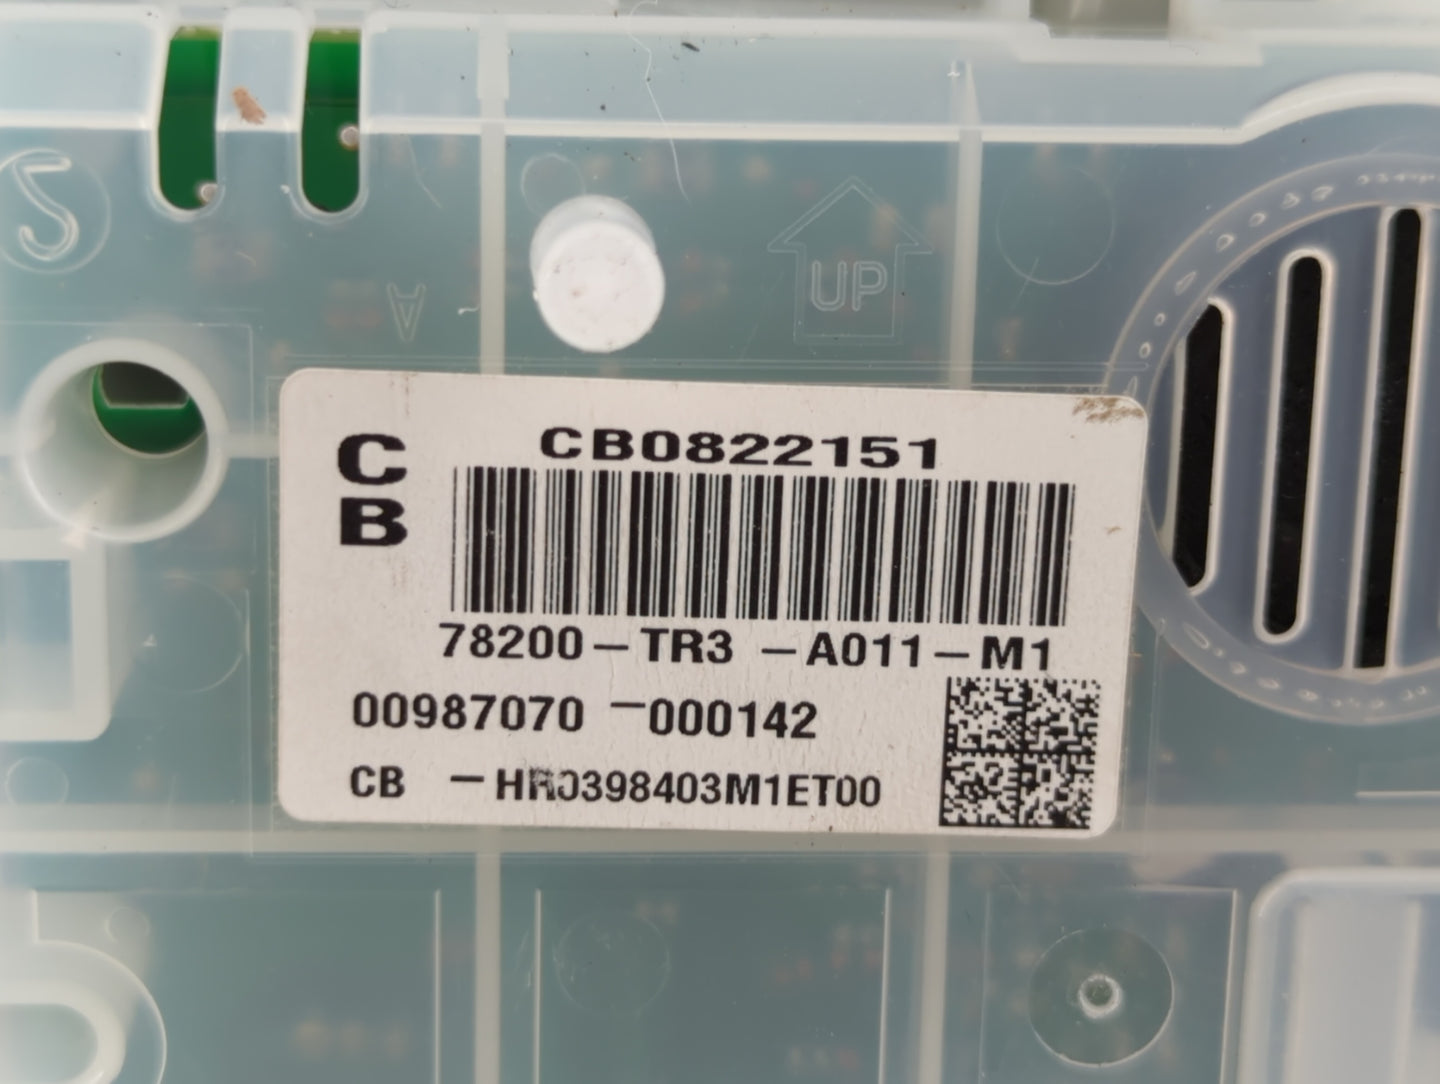 UP
A
C
B
CB0822151
78200-TR3 -A011-M1
00987070 -000142
CB -HR0398403M1ET00